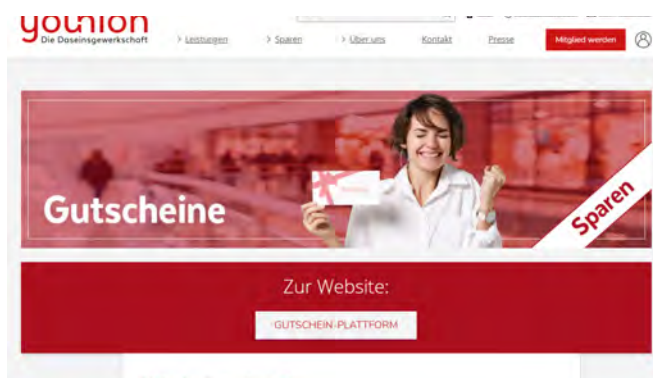 younion
Die Daseinsgewerkschaft
> Leistungen > Sparen > Über uns Kontakt Presse Mitglied werden
Gutscheine
Sparen
Zur Website:
GUTSCHEIN-PLATTFORM